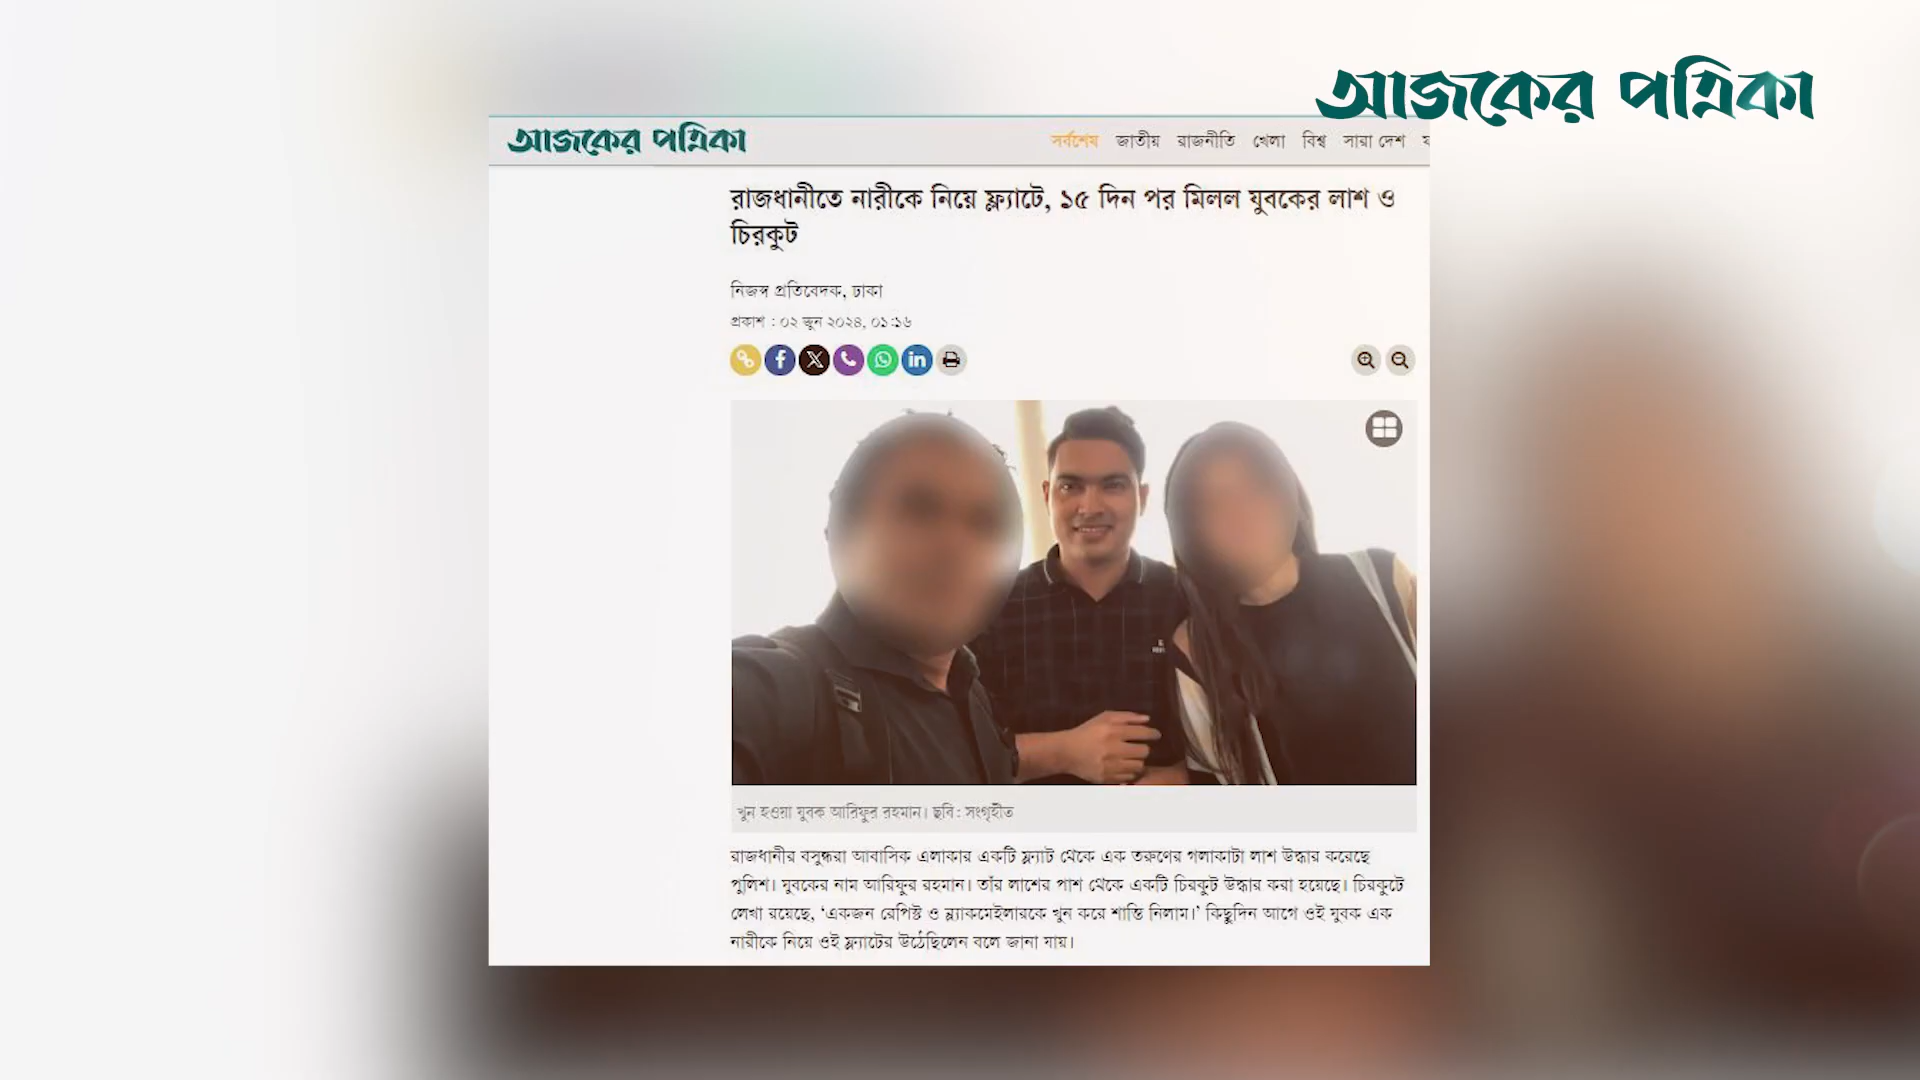 আজকের পত্রিকা
আজকের পত্রিকা
সর্বশেষ জাতীয় রাজনীতি খেলা বিশ্ব সারা দেশ
রাজধানীতে নারীকে নিয়ে ফ্ল্যাটে, ১৫ দিন পর মিলল যুবকের লাশ ও
চিরকুট
নিজস্ব প্রতিবেদক, ঢাকা
প্রকাশ : ০২ জুন ২০২৪, ০১:১৬
খুন হওয়া যুবক আরিফুর রহমান। ছবি: সংগৃহীত
রাজধানীর বসুন্ধরা আবাসিক এলাকার একটি ফ্ল্যাট থেকে এক তরুণের গলাকাটা লাশ উদ্ধার করেছে
পুলিশ। যুবকের নাম আরিফুর রহমান। তাঁর লাশের পাশ থেকে একটি চিরকুট উদ্ধার করা হয়েছে। চিরকুটে
লেখা রয়েছে, ‘একজন রেপিস্ট ও ব্ল্যাকমেইলারকে খুন করে শাস্তি নিলাম।’ কিছুদিন আগে ওই যুবক এক
নারীকে নিয়ে ওই ফ্ল্যাটের উঠেছিলেন বলে জানা যায়।